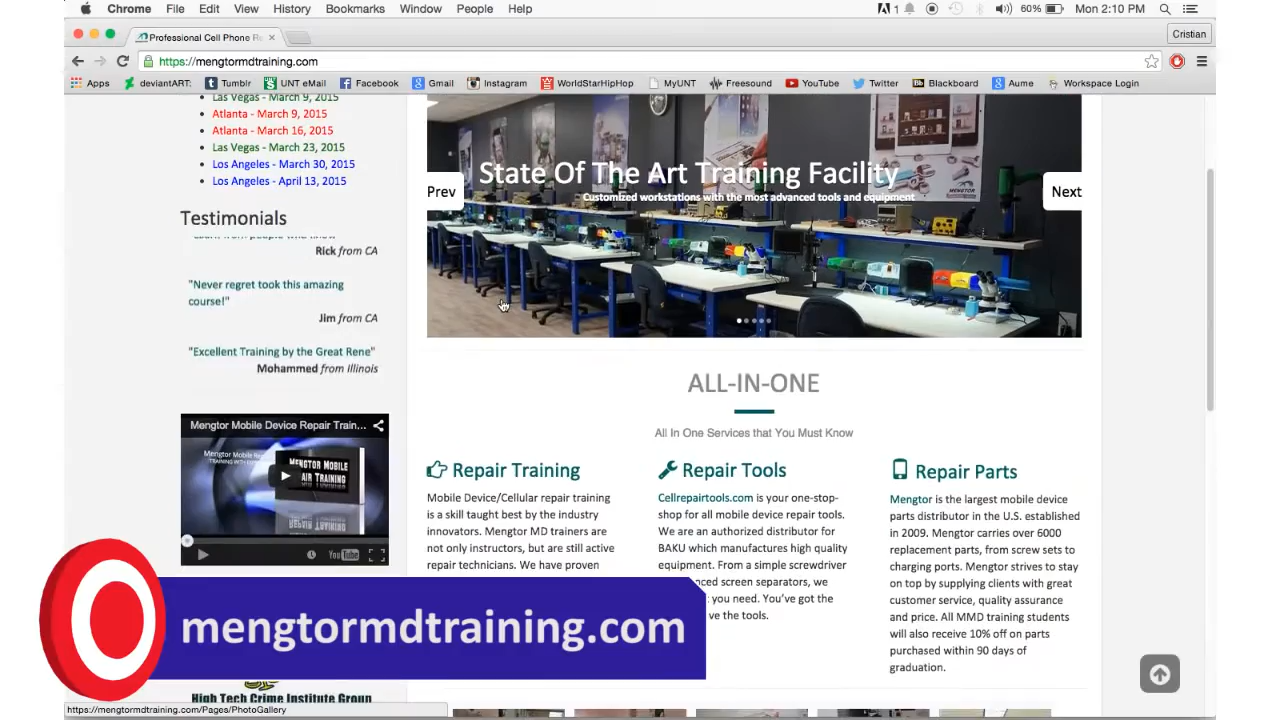 Chrome File Edit View History Bookmarks Window People Help 1 60% Mon 2:10 PM
Professional Cell Phone Re Cristian
https://mengtormdtraining.com
Apps deviantART: Tumblr UNT eMail Facebook Gmail Instagram WorldStarHipHop MyUNT Freesound YouTube Twitter Blackboard Aume Workspace Login
Las Vegas - March 9, 2015
Atlanta - March 9, 2015
Atlanta - March 16, 2015
Las Vegas - March 23, 2015
Los Angeles - March 30, 2015
Los Angeles - April 13, 2015
Testimonials
Rick from CA
"Never regret took this amazing
course!"
Jim from CA
"Excellent Training by the Great Rene"
Mohammed from Illinois
Mengtor Mobile Device Repair Train...
MENGTOR MOBILE
AIR TRAINING
YouTube
High Tech Crime Institute Group
https://mengtormdtraining.com/Pages/PhotoGallery
State Of The Art Training Facility
Customized workstations with the most advanced tools and equipment
Prev
Next
ALL-IN-ONE
All In One Services that You Must Know
Repair Training
Mobile Device/Cellular repair training
is a skill taught best by the industry
innovators. Mengtor MD trainers are
not only instructors, but are still active
repair technicians. We have proven
Repair Tools
Cellrepairtools.com is your one-stop-
shop for all mobile device repair tools.
We are an authorized distributor for
BAKU which manufactures high quality
equipment. From a simple screwdriver
screen separators, we
you need. You've got the
the tools.
Repair Parts
Mengtor is the largest mobile device
parts distributor in the U.S. established
in 2009. Mengtor carries over 6000
replacement parts, from screw sets to
charging ports. Mengtor strives to stay
on top by supplying clients with great
customer service, quality assurance
and price. All MMD training students
will also receive 10% off on parts
purchased within 90 days of
graduation.
mengtormdtraining.com